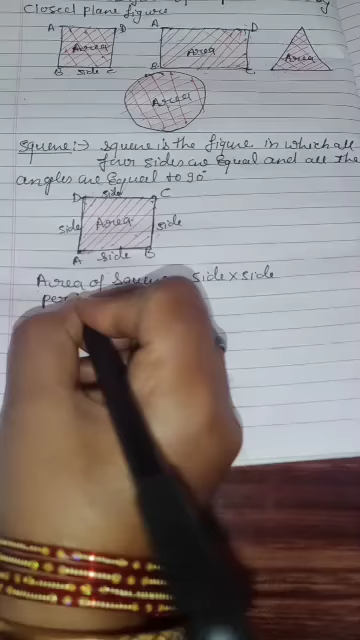 Closed plane figure
A D A D
Area Area Area
B side C B C
Area
Square:→ Square is the figure in which all
four sides are Equal and all the
angles are Equal to 90°
D side C
side Area side
A side B
Area of Square side × side
per